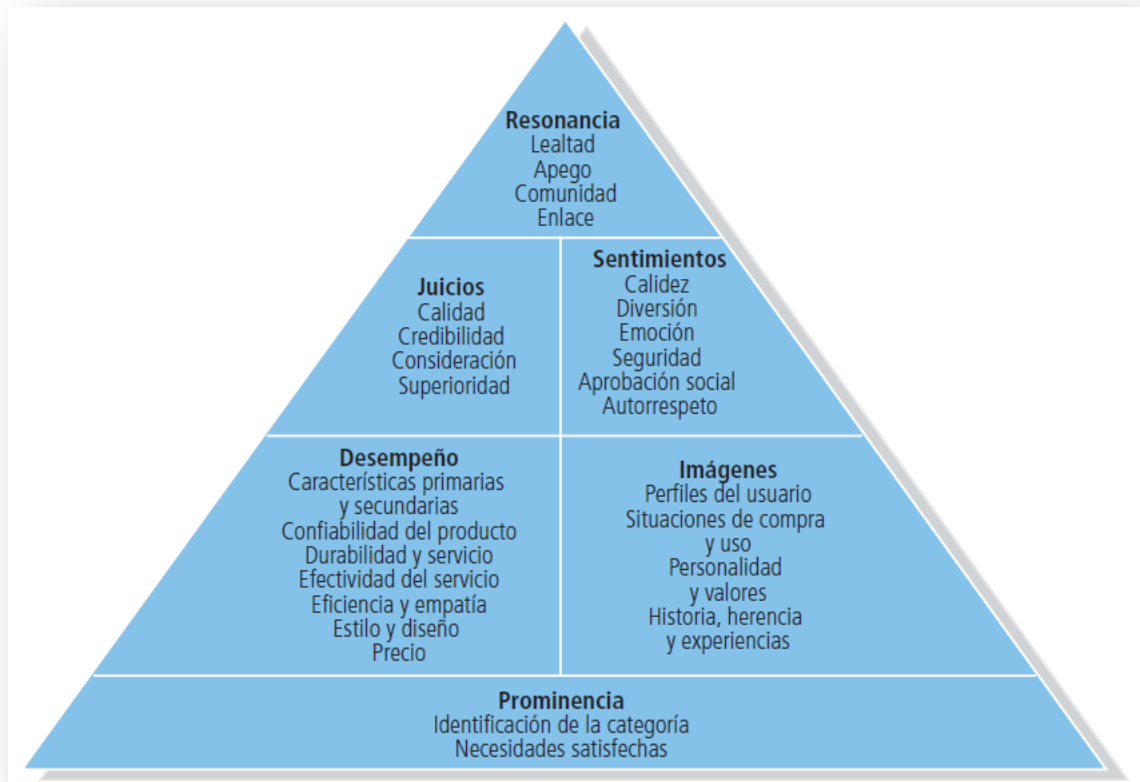 Resonancia
Lealtad
Apego
Comunidad
Enlace
Juicios
Calidad
Credibilidad
Consideración
Superioridad
Sentimientos
Calidez
Diversión
Emoción
Seguridad
Aprobación social
Autorrespeto
Desempeño
Características primarias
y secundarias
Confiabilidad del producto
Durabilidad y servicio
Efectividad del servicio
Eficiencia y empatía
Estilo y diseño
Precio
Imágenes
Perfiles del usuario
Situaciones de compra
y uso
Personalidad
y valores
Historia, herencia
y experiencias
Prominencia
Identificación de la categoría
Necesidades satisfechas